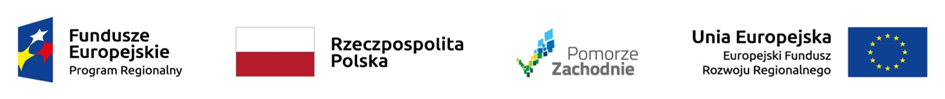 Fundusze
Europejskie
Program Regionalny
Rzeczpospolita
Polska
Pomorze
Zachodnie
Unia Europejska
Europejski Fundusz
Rozwoju Regionalnego